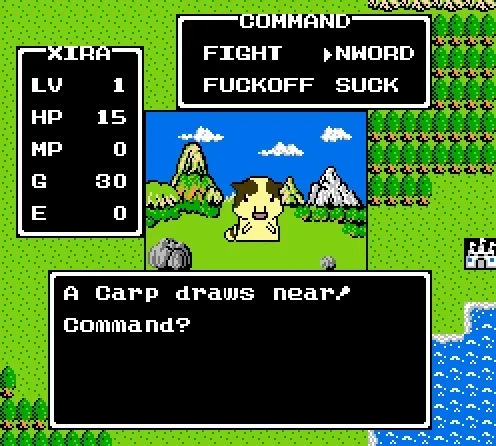 COMMAND
FIGHT ▶NWORD
FUCKOFF SUCK
XIRA
LV 1
HP 15
MP 0
G 30
E 0
A Carp draws near!
Command?